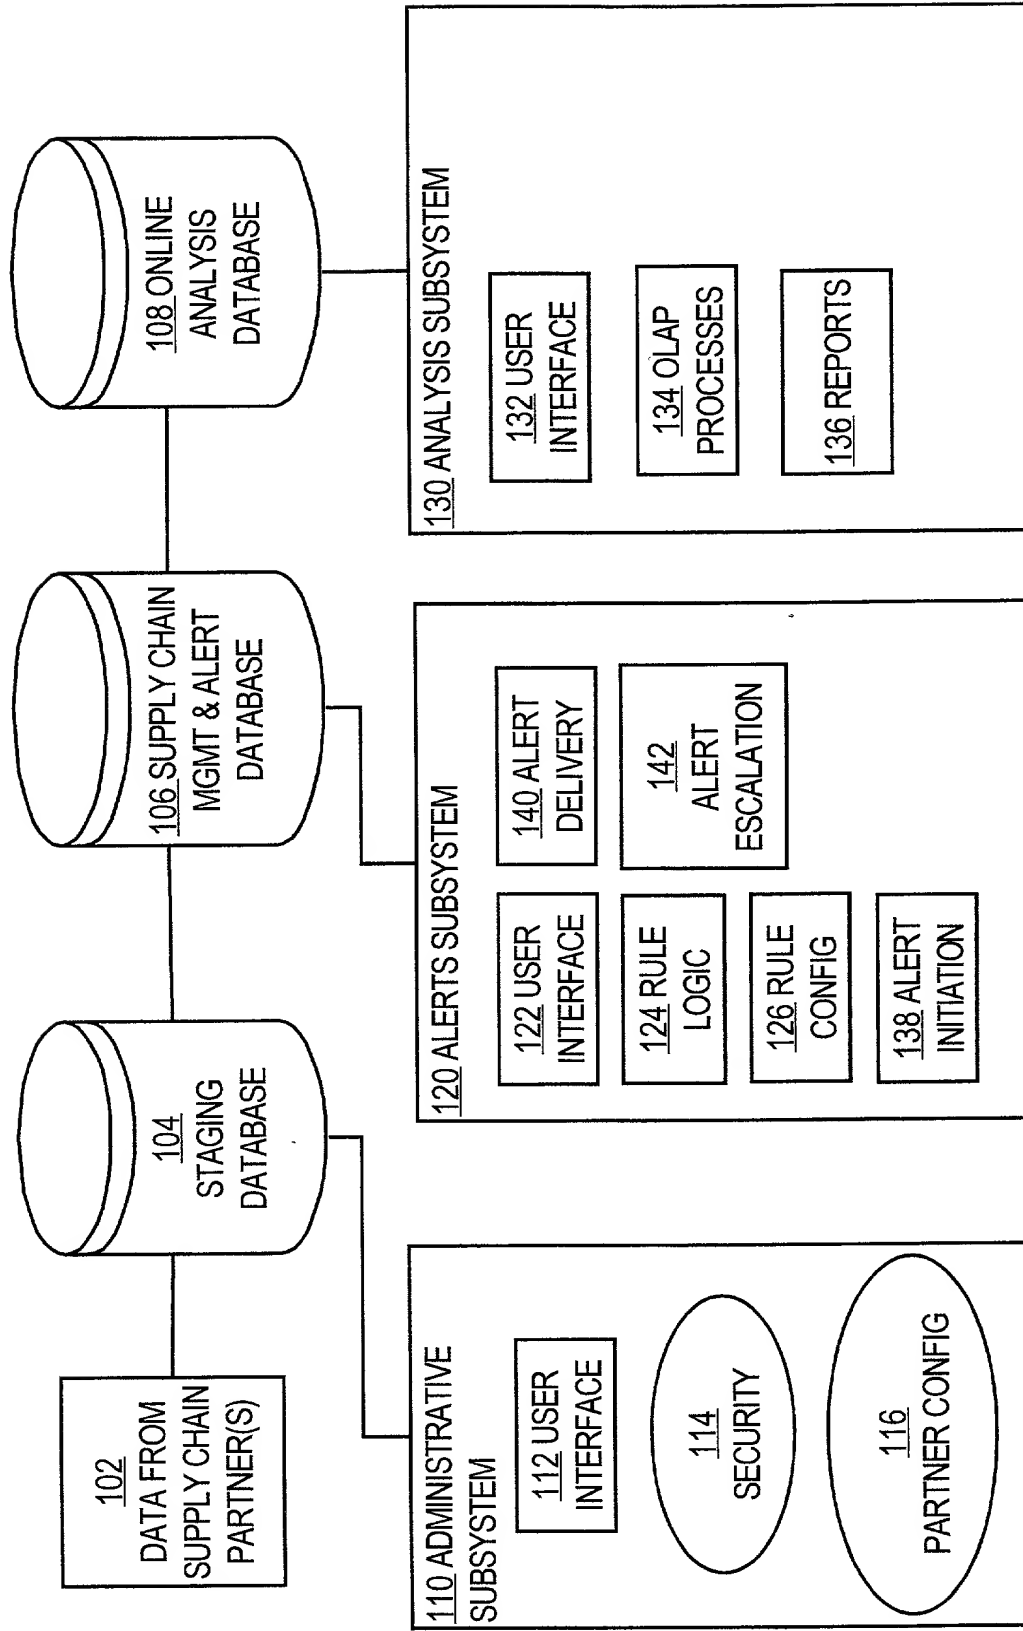 102
DATA FROM
SUPPLY CHAIN
PARTNER(S)
104
STAGING
DATABASE
106 SUPPLY CHAIN
MGMT & ALERT
DATABASE
108 ONLINE
ANALYSIS
DATABASE
110 ADMINISTRATIVE
SUBSYSTEM
112 USER
INTERFACE
114
SECURITY
116
PARTNER CONFIG
120 ALERTS SUBSYSTEM
122 USER
INTERFACE
124 RULE
LOGIC
126 RULE
CONFIG
138 ALERT
INITIATION
140 ALERT
DELIVERY
142
ALERT
ESCALATION
130 ANALYSIS SUBSYSTEM
132 USER
INTERFACE
134 OLAP
PROCESSES
136 REPORTS